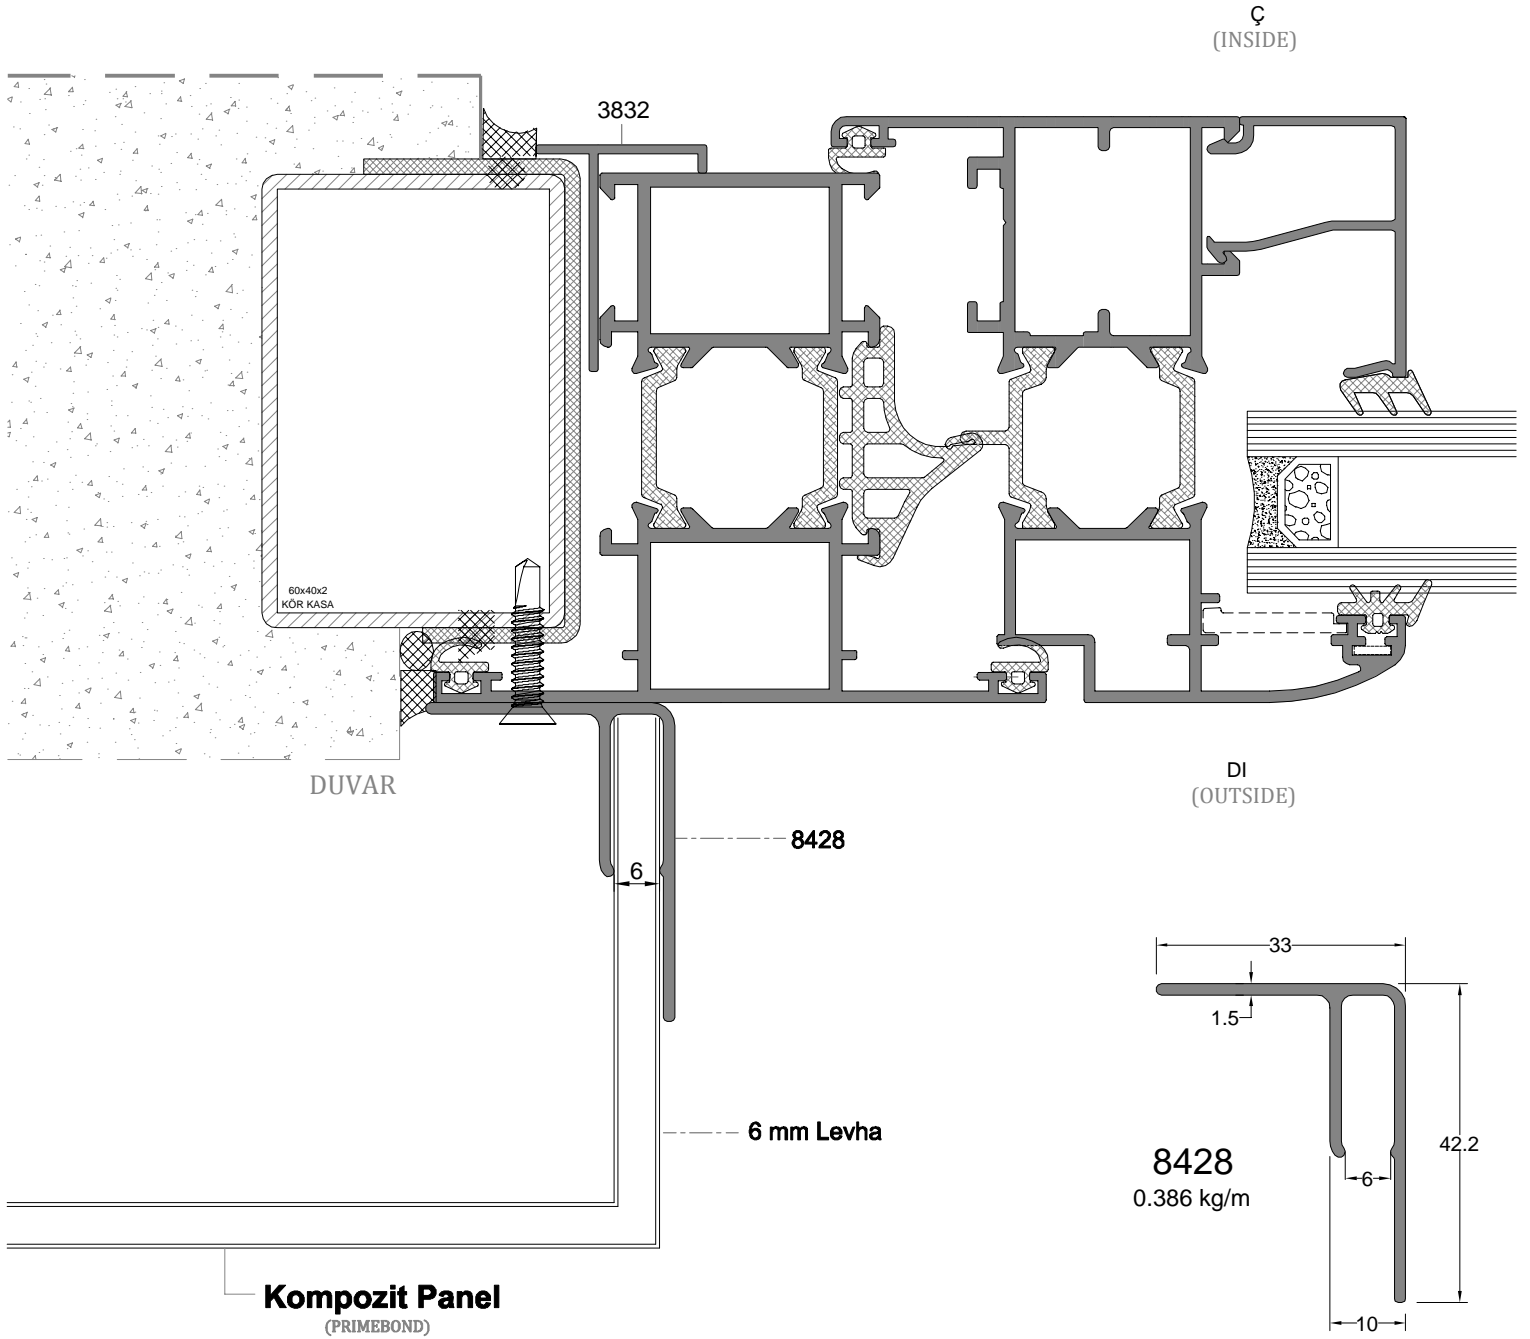 Ç
(INSIDE)
3832
60x40x2
KÖR KASA
DUVAR
DI
(OUTSIDE)
8428
6
33
1.5
42.2
6 mm Levha
8428
0.386 kg/m
6
10
Kompozit Panel
(PRIMEBOND)